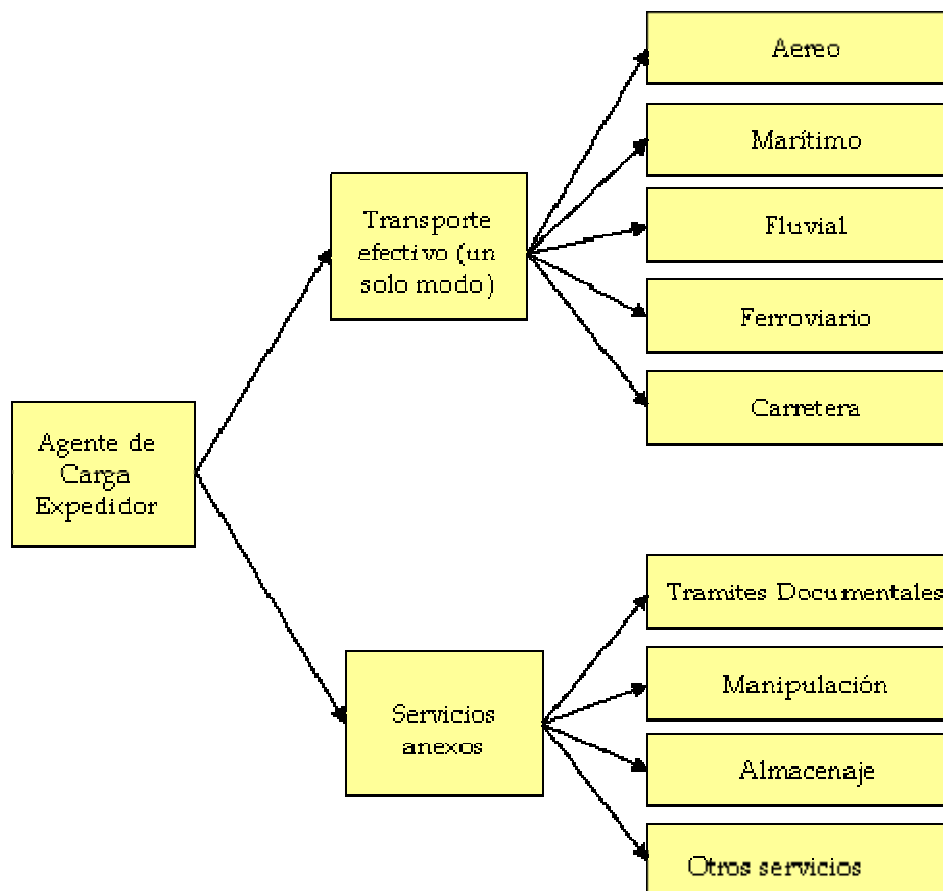 Aereo
Marítimo
Transporte
efectivo (un
solo modo)
Fluvial
Ferroviario
Carretera
Agente de
Carga
Expedidor
Tramites Documentales
Manipulación
Servicios
anexos
Almacenaje
Otros servicios